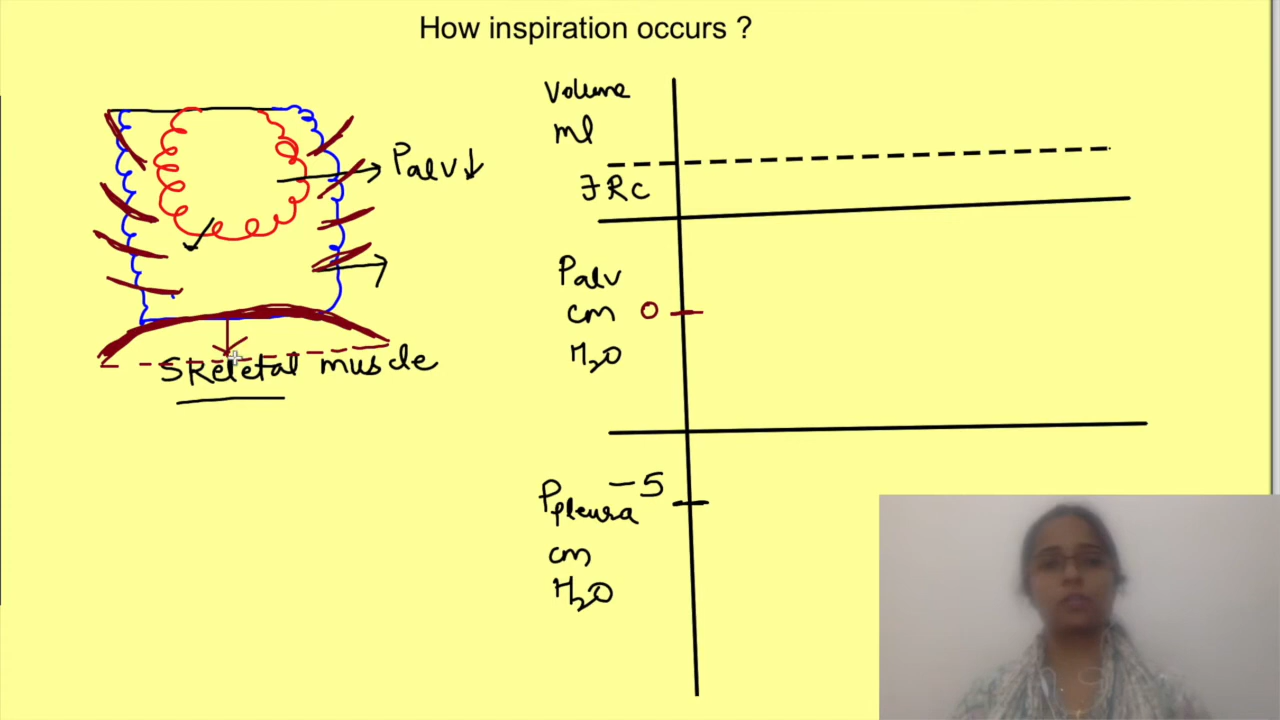 How inspiration occurs ?
Palv↓
Skeletal muscle
Volume
ml
FRC
Palv
cm
H2O
0
Ppleura
-5
cm
H2O